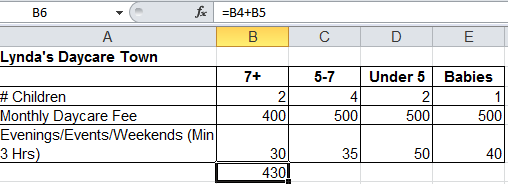 B6 fx =B4+B5
A B C D E
Lynda's Daycare Town
7+ 5-7 Under 5 Babies
# Children 2 4 2 1
Monthly Daycare Fee 400 500 500 500
Evenings/Events/Weekends (Min
3 Hrs) 30 35 50 40
430